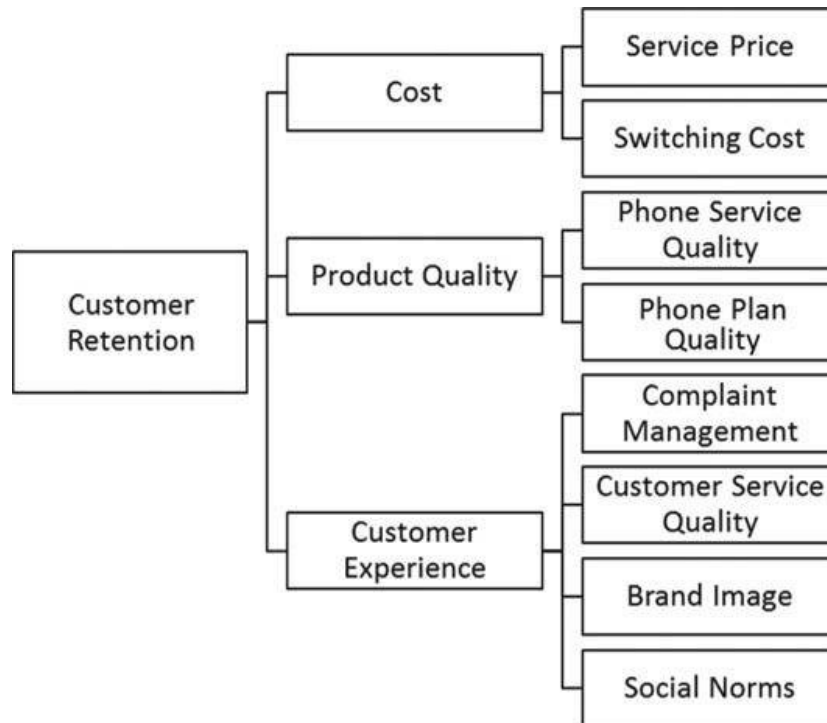 Service Price
Cost
Switching Cost
Phone Service
Quality
Product Quality
Phone Plan
Quality
Customer
Retention
Complaint
Management
Customer Service
Quality
Customer
Experience
Brand Image
Social Norms